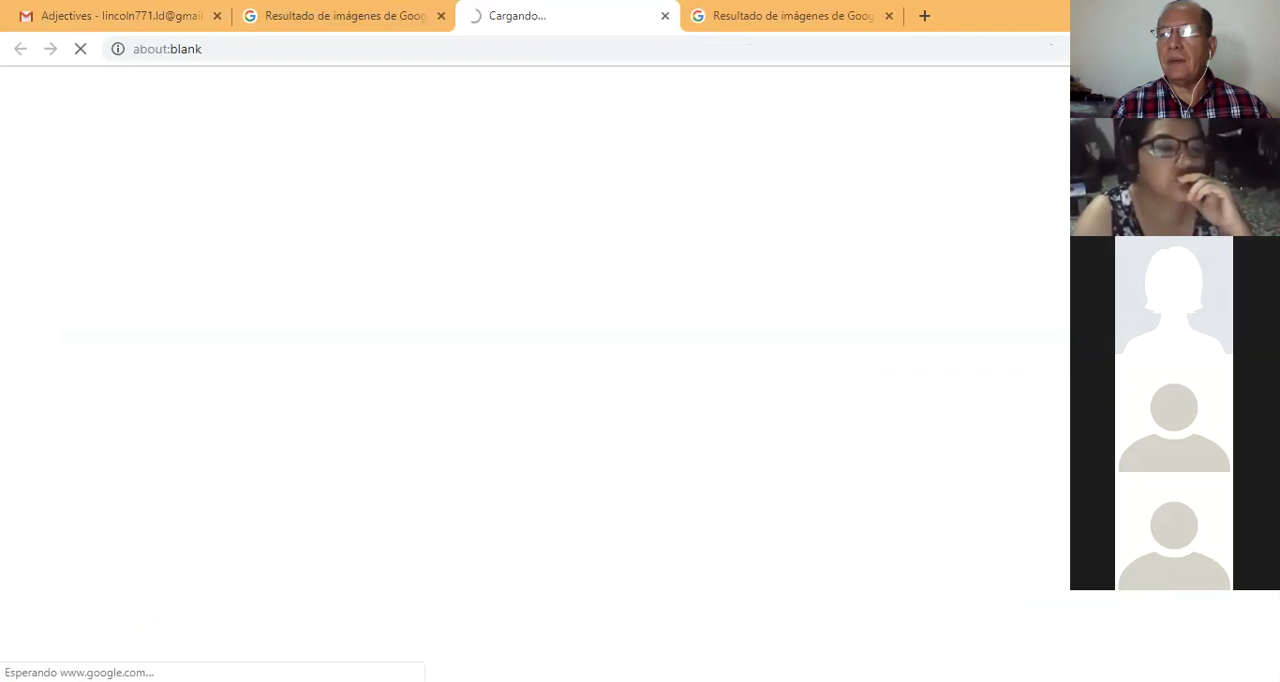 Adjectives - lincoln771.ld@gmai
Resultado de imágenes de Goog
Cargando...
Resultado de imágenes de Goog
about:blank
Esperando www.google.com...